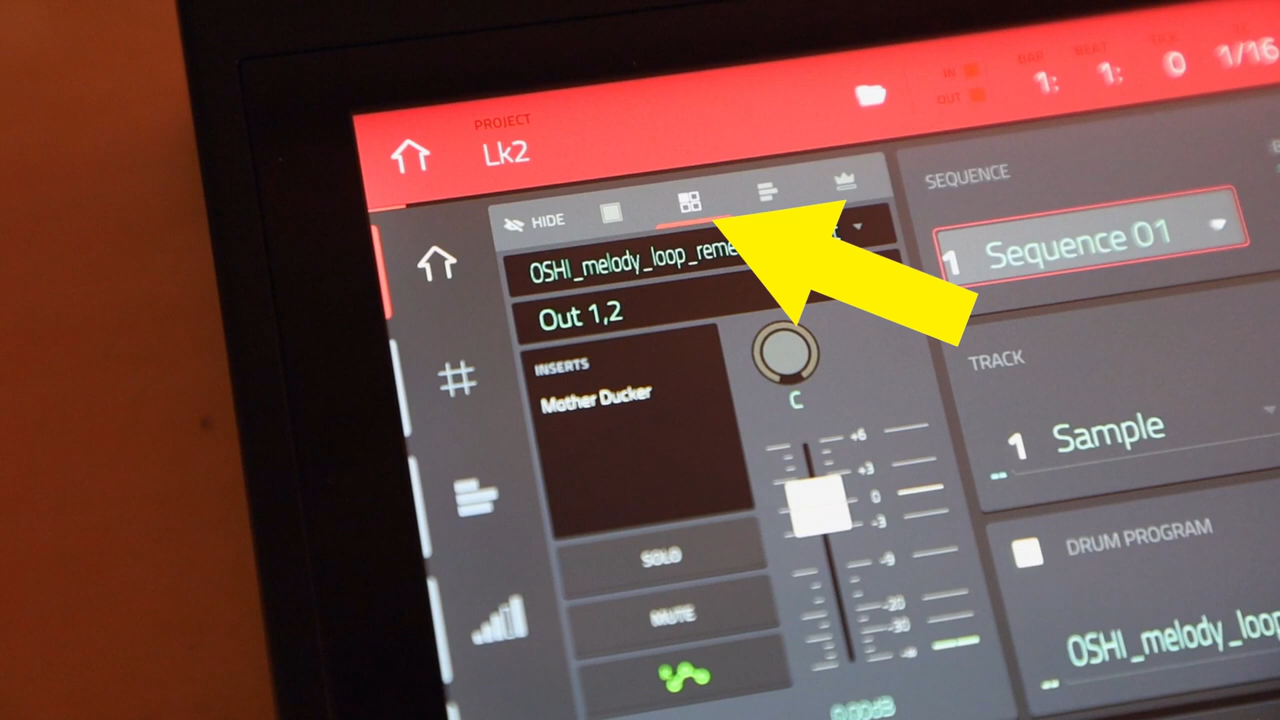 PROJECT
Lk2
IN
OUT
BAR
BEAT
1:
1:
0
1/16
HIDE
OSHI_melody_loop_reme
Out 1,2
INSERTS
Mother Ducker
C
+6
+3
0
-3
-9
-20
-30
SOLO
MUTE
0.00dB
SEQUENCE
1 Sequence 01
TRACK
1 Sample
DRUM PROGRAM
OSHI_melody_loop